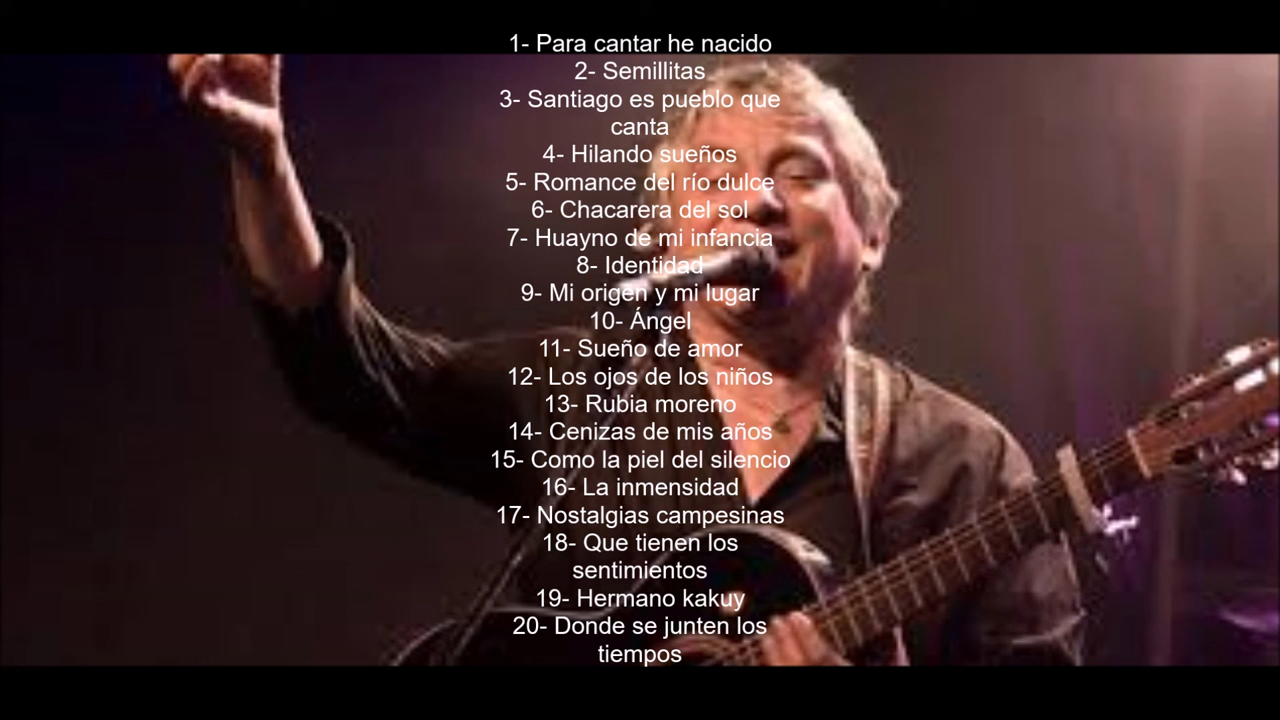 1- Para cantar he nacido
2- Semillitas
3- Santiago es pueblo que
canta
4- Hilando sueños
5- Romance del río dulce
6- Chacarera del sol
7- Huayno de mi infancia
8- Identidad
9- Mi origen y mi lugar
10- Ángel
11- Sueño de amor
12- Los ojos de los niños
13- Rubia moreno
14- Cenizas de mis años
15- Como la piel del silencio
16- La inmensidad
17- Nostalgias campesinas
18- Que tienen los
sentimientos
19- Hermano kakuy
20- Donde se junten los
tiempos